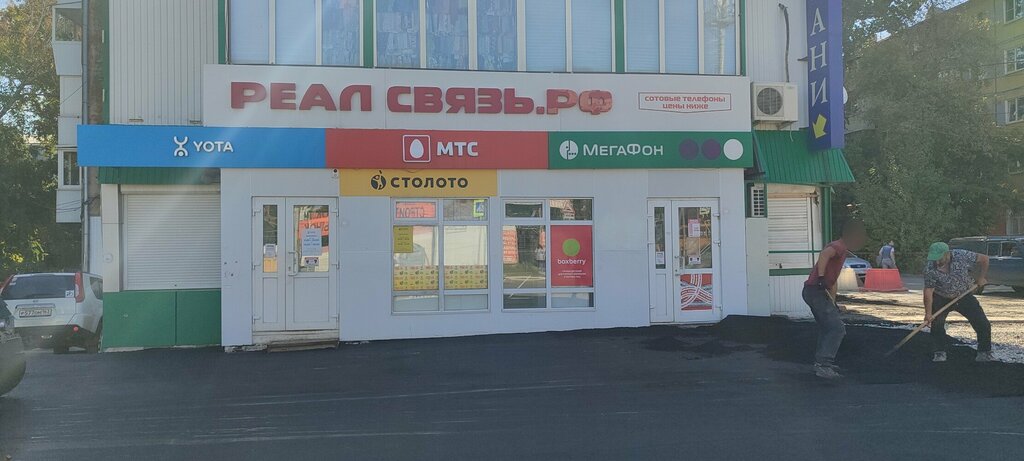 РЕАЛ СВЯЗЬ.РФ
СОТОВЫЕ ТЕЛЕФОНЫ
ЦЕНЫ НИЖЕ
АНИ
YOTA
МТС
МЕГАФОН
СТОЛОТО
boxberry